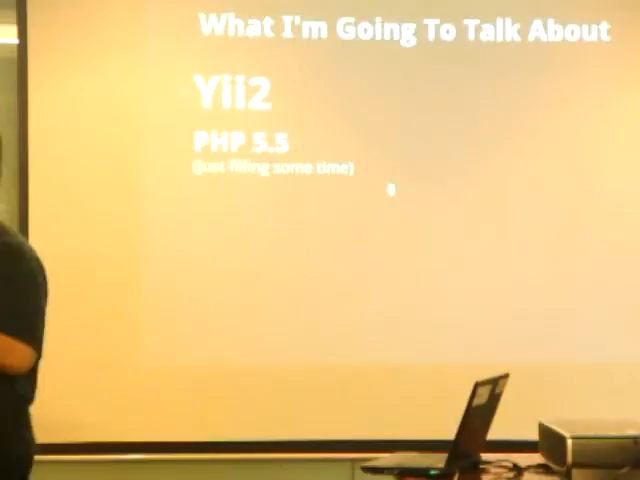 What I'm Going To Talk About
Yii2
PHP 5.5
(just filling some time)